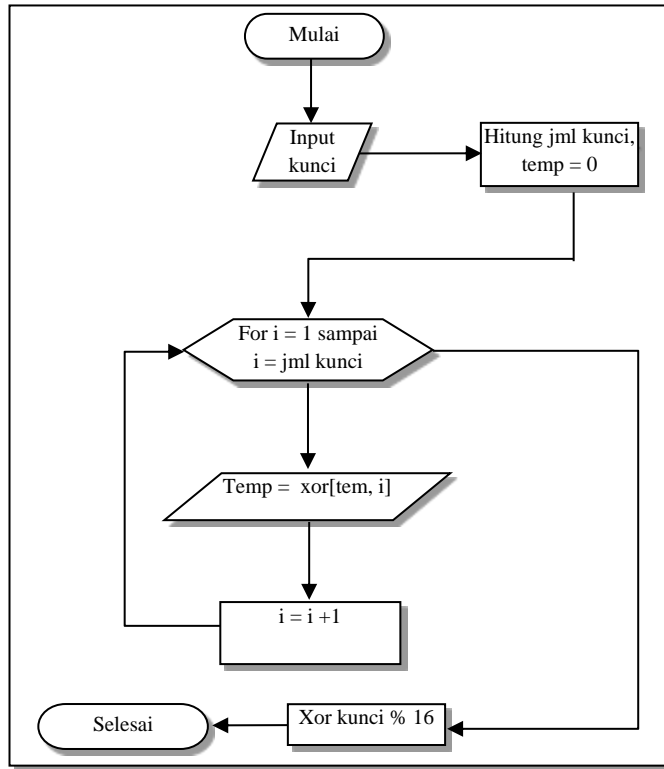 Mulai
Input
kunci
Hitung jml kunci,
temp = 0
For i = 1 sampai
i = jml kunci
Temp = xor[tem, i]
i = i +1
Xor kunci % 16
Selesai